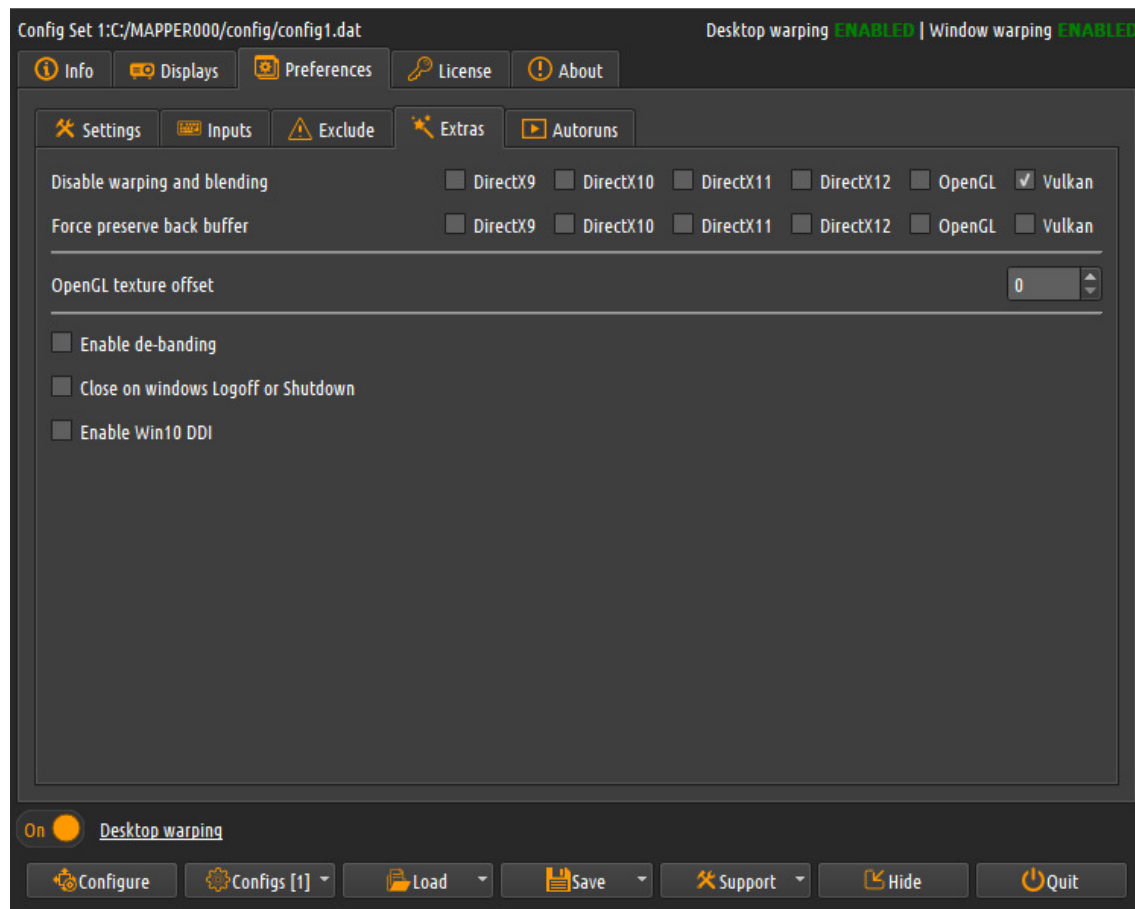 Config Set 1:C:/MAPPER000/config/config1.dat Desktop warping ENABLED | Window warping ENABLED
Info Displays Preferences License About
Settings Inputs Exclude Extras Autoruns
Disable warping and blending DirectX9 DirectX10 DirectX11 DirectX12 OpenGL Vulkan
Force preserve back buffer DirectX9 DirectX10 DirectX11 DirectX12 OpenGL Vulkan
OpenGL texture offset 0
Enable de-banding
Close on windows Logoff or Shutdown
Enable Win10 DDI
On Desktop warping
Configure Configs [1] Load Save Support Hide Quit